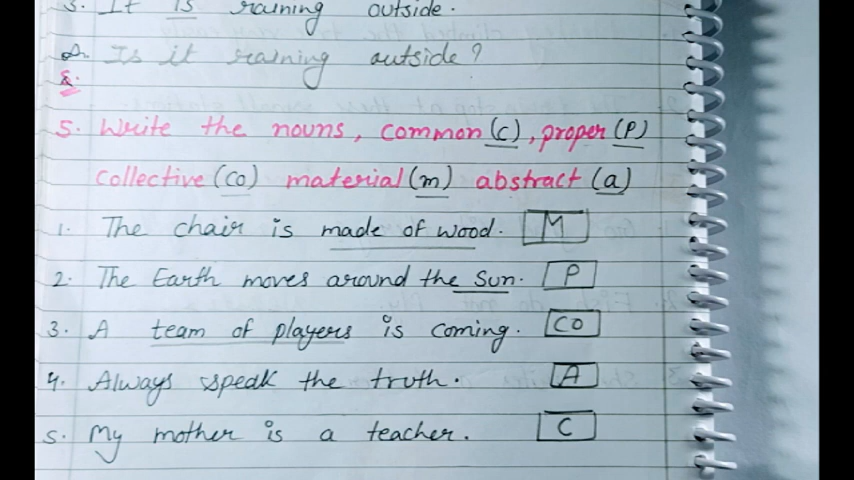 3. It is raining outside.
A. Is it raining outside?
&.
5. Write the nouns, common (C), proper (P)
collective (CO) material (m) abstract (a)
1. The chair is made of wood. M
2. The Earth moves around the Sun. P
3. A team of players is coming. CO
4. Always speak the truth. A
5. My mother is a teacher. C